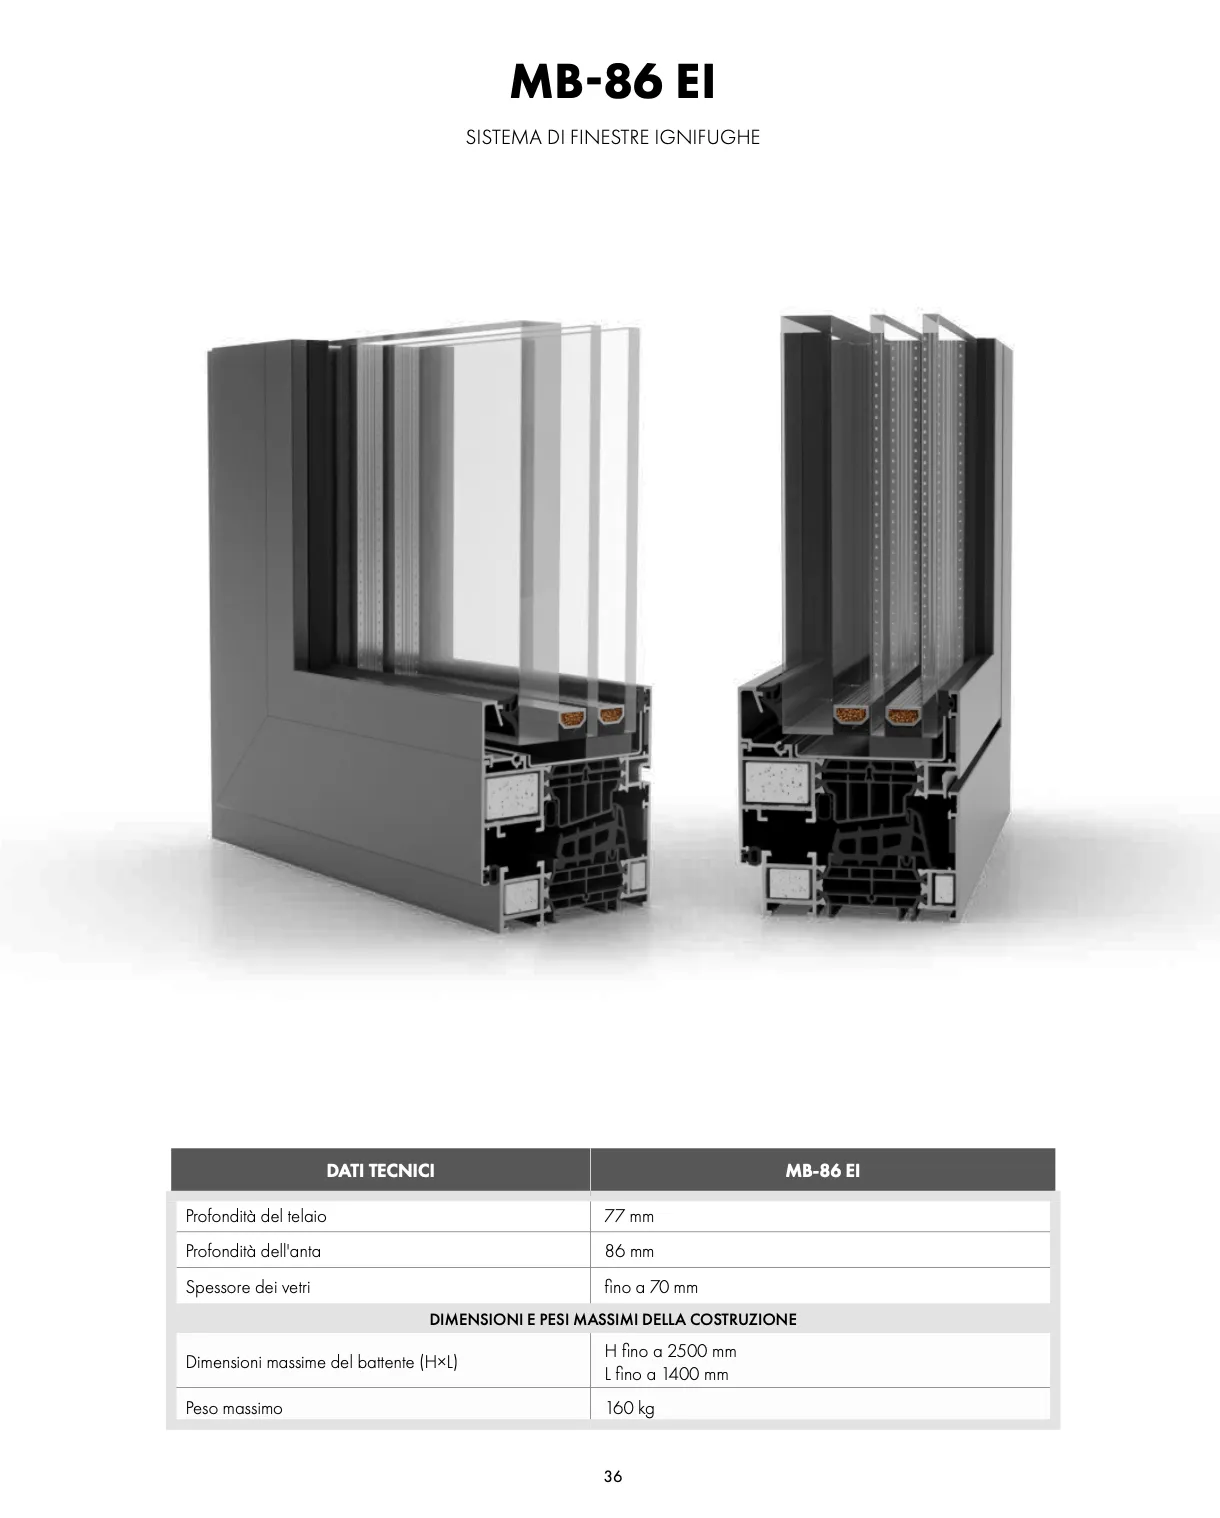 MB-86 EI
SISTEMA DI FINESTRE IGNIFUGHE
DATI TECNICI MB-86 EI
Profondità del telaio 77 mm
Profondità dell'anta 86 mm
Spessore dei vetri fino a 70 mm
DIMENSIONI E PESI MASSIMI DELLA COSTRUZIONE
Dimensioni massime del battente (H×L) H fino a 2500 mm
L fino a 1400 mm
Peso massimo 160 kg
36